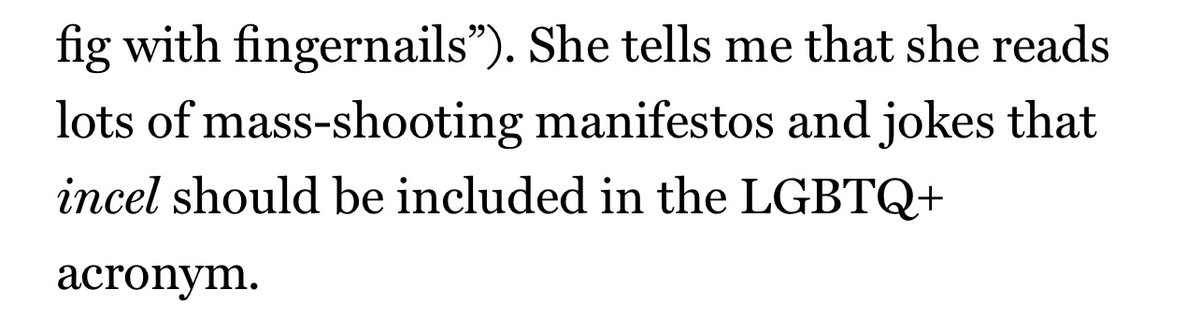 fig with fingernails”). She tells me that she reads
lots of mass-shooting manifestos and jokes that
incel should be included in the LGBTQ+
acronym.